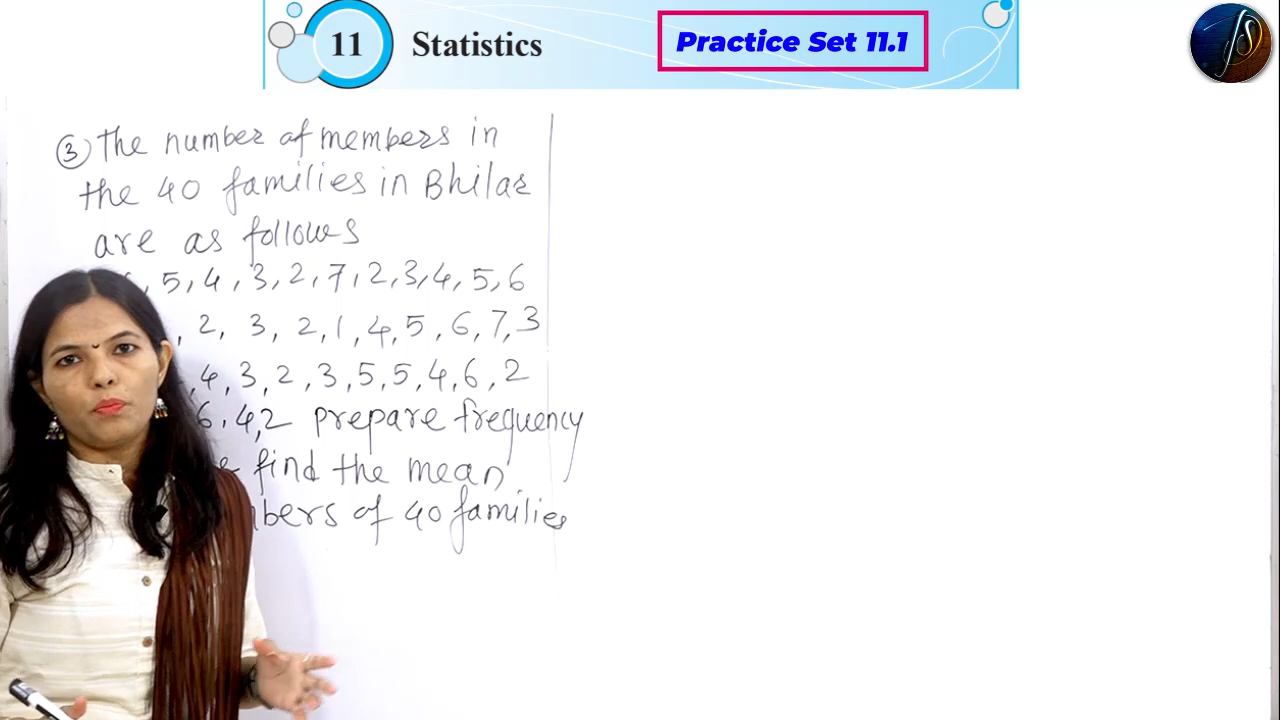 11 Statistics Practice Set 11.1
③ The number of members in
the 40 families in Bhilar
are as follows
, 5, 4, 3, 2, 7, 2, 3, 4, 5, 6
, 2, 3, 2, 1, 4, 5, 6, 7, 3
, 4, 3, 2, 3, 5, 5, 4, 6, 2
6, 4, 2 prepare frequency
find the mean
bers of 40 families